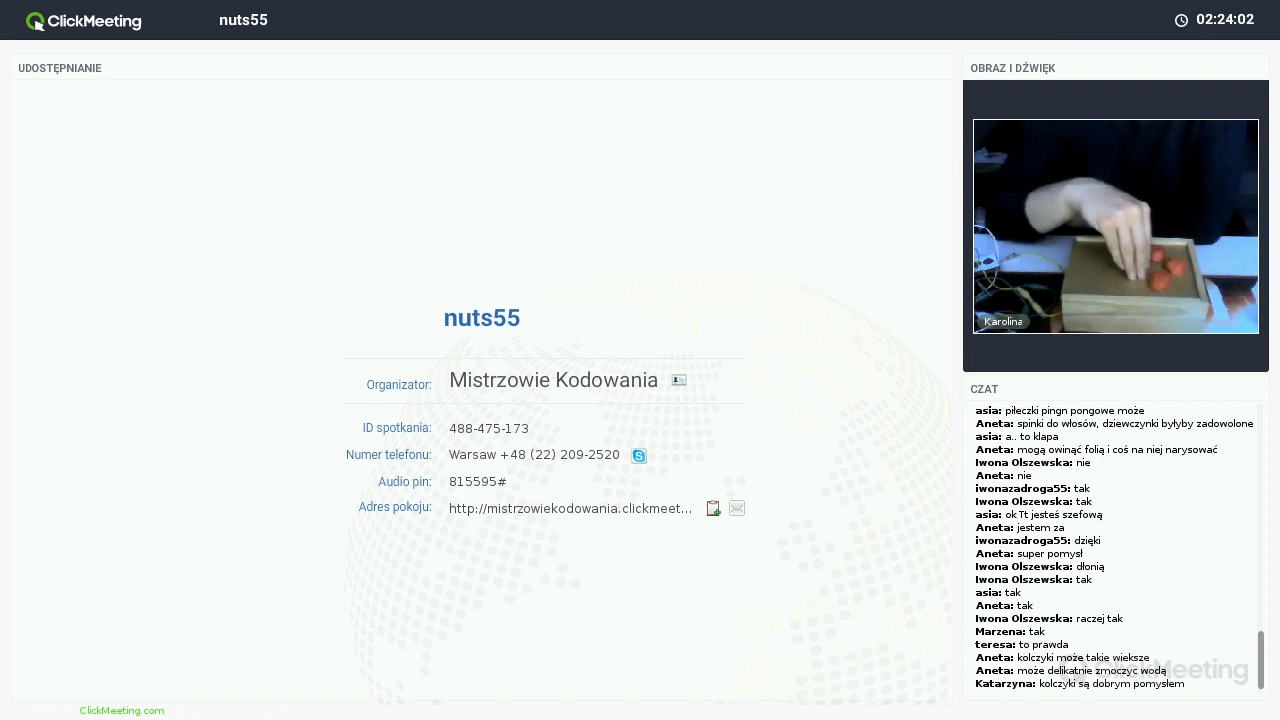 ClickMeeting
nuts55
02:24:02
UDOSTĘPNIANIE
nuts55
Organizator: Mistrzowie Kodowania
ID spotkania: 488-475-173
Numer telefonu: Warsaw +48 (22) 209-2520
Audio pin: 815595#
Adres pokoju: http://mistrzowiekodowania.clickmeet...
OBRAZ I DŹWIĘK
Karolina
CZAT
asia: piłeczki pingn pongowe może
Aneta: spinki do włosów, dziewczynki byłyby zadowolone
asia: a.. to klapa
Aneta: mogą owinąć folią i coś na niej narysować
Iwona Olszewska: nie
Aneta: nie
iwonazadroga55: tak
Iwona Olszewska: tak
asia: ok Tt jesteś szefową
Aneta: jestem za
iwonazadroga55: dzięki
Aneta: super pomysł
Iwona Olszewska: dłonią
Iwona Olszewska: tak
asia: tak
Aneta: tak
Iwona Olszewska: raczej tak
Marzena: tak
teresa: to prawda
Aneta: kolczyki może takie wieksze
Aneta: może delikatnie zmoczyc wodą
Katarzyna: kolczyki są dobrym pomysłem
ClickMeeting
ClickMeeting.com